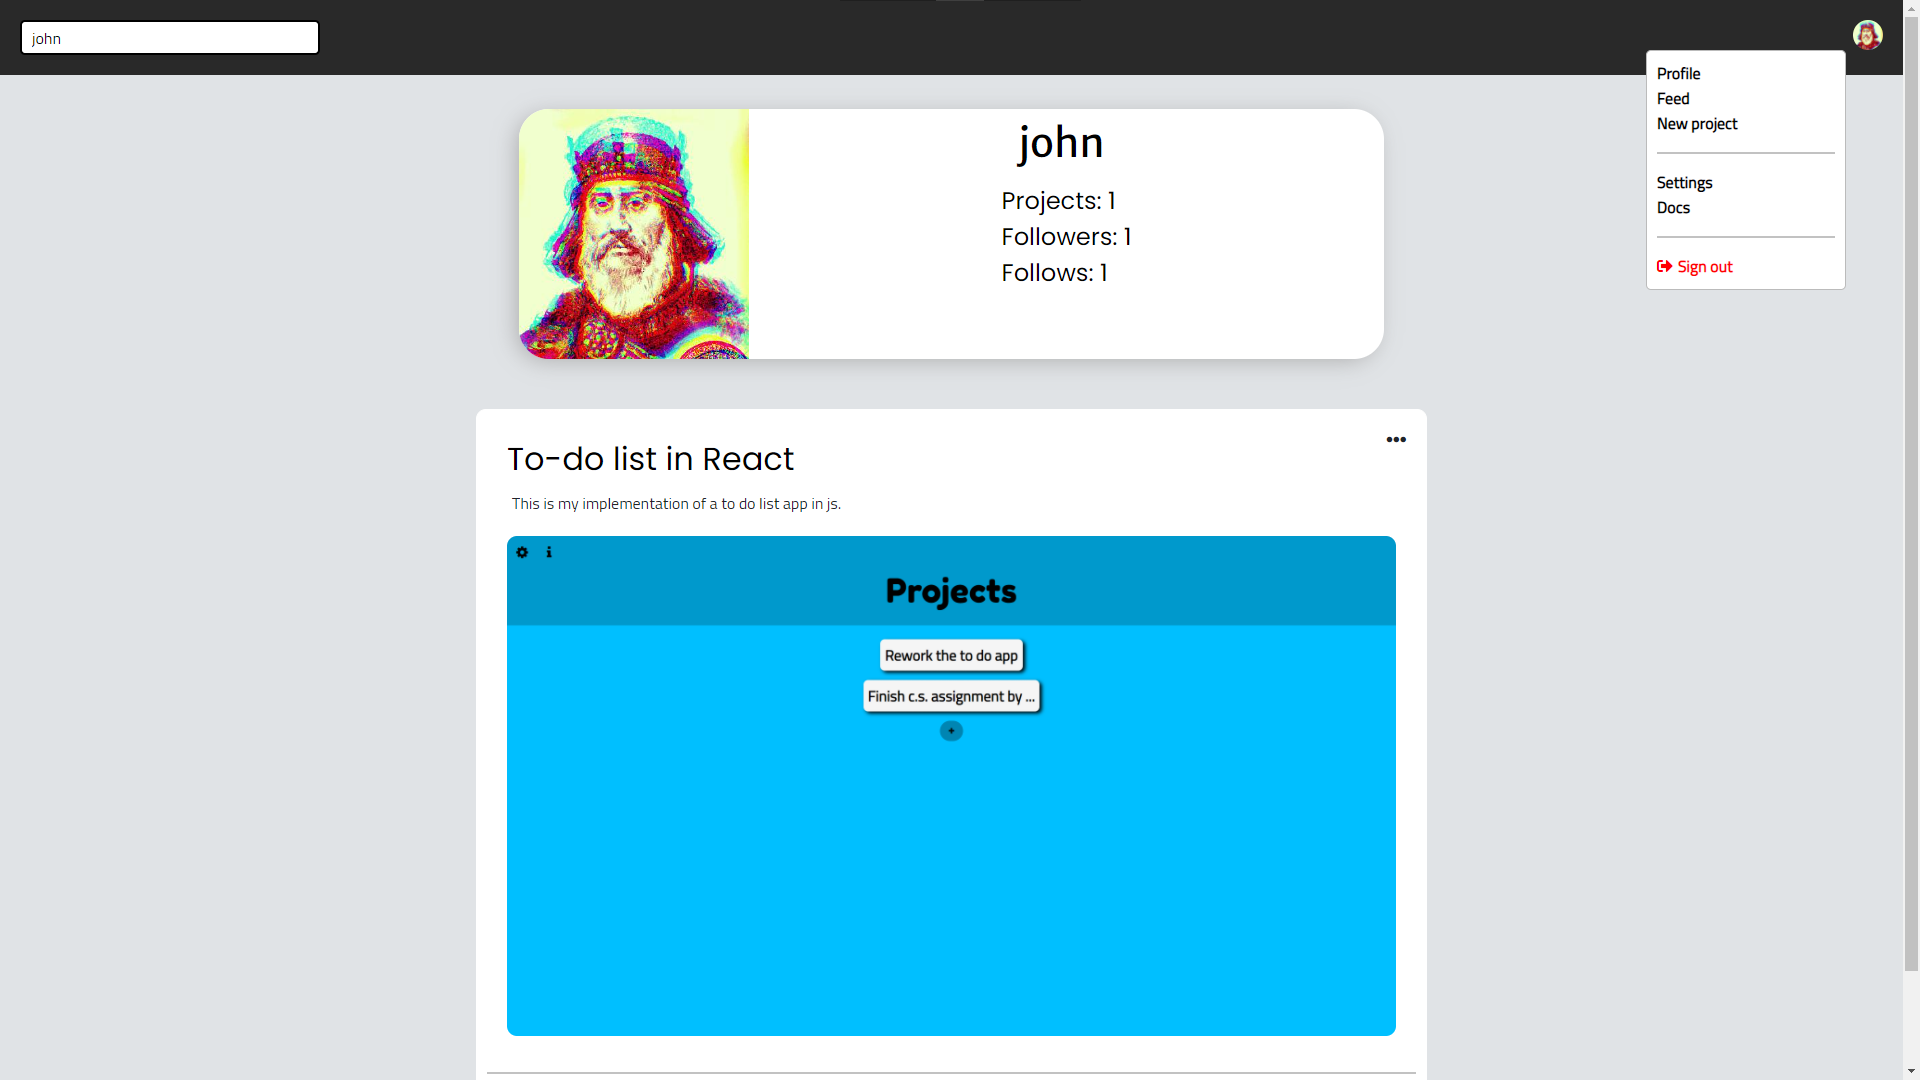 john
Profile
Feed
New project
Settings
Docs
Sign out
john
Projects: 1
Followers: 1
Follows: 1
To-do list in React
This is my implementation of a to do list app in js.
Projects
Rework the to do app
Finish c.s. assignment by ...
+